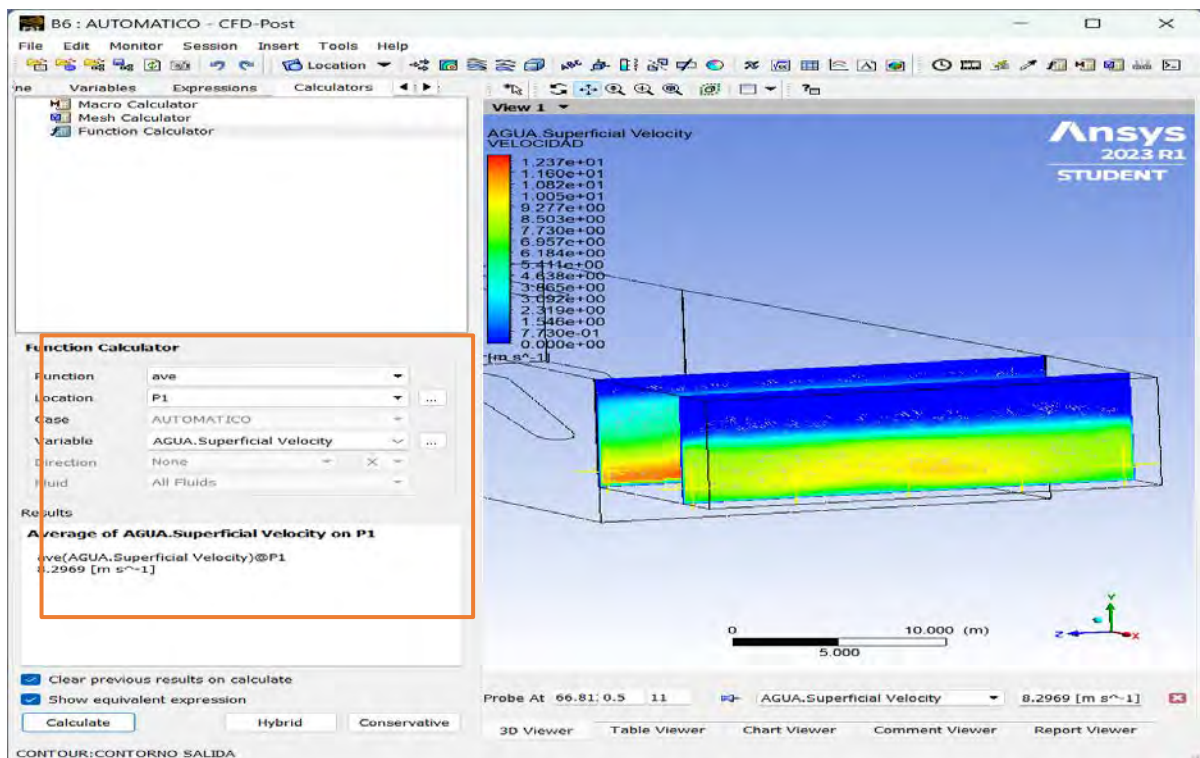 B6 : AUTOMATICO - CFD-Post
File Edit Monitor Session Insert Tools Help
Location
ne Variables Expressions Calculators
Macro Calculator
Mesh Calculator
Function Calculator
View 1
AGUA.Superficial Velocity
VELOCIDAD
1.237e+01
1.160e+01
1.082e+01
1.005e+01
9.277e+00
8.503e+00
7.730e+00
6.957e+00
6.184e+00
5.411e+00
4.638e+00
3.865e+00
3.092e+00
2.319e+00
1.546e+00
7.730e-01
0.000e+00
[m s^-1]
Ansys
2023 R1
STUDENT
Function Calculator
Function ave
Location P1 ...
Case AUTOMATICO
Variable AGUA.Superficial Velocity ...
Direction None X
Fluid All Fluids
Results
Average of AGUA.Superficial Velocity on P1
ave(AGUA.Superficial Velocity)@P1
8.2969 [m s^-1]
Clear previous results on calculate
Show equivalent expression
Calculate Hybrid Conservative
0 10.000 (m)
5.000
Y
Z X
Probe At 66.81 0.5 11 AGUA.Superficial Velocity 8.2969 [m s^-1]
3D Viewer Table Viewer Chart Viewer Comment Viewer Report Viewer
CONTOUR:CONTORNO SALIDA